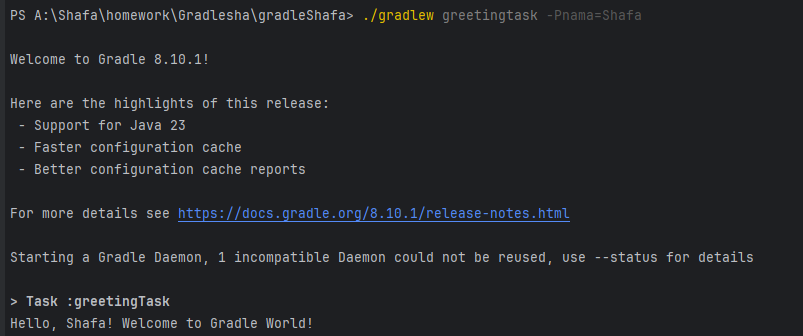 PS A:\Shafa\homework\Gradlesha\gradleShafa> ./gradlew greetingtask -Pnama=Shafa
Welcome to Gradle 8.10.1!
Here are the highlights of this release:
- Support for Java 23
- Faster configuration cache
- Better configuration cache reports
For more details see https://docs.gradle.org/8.10.1/release-notes.html
Starting a Gradle Daemon, 1 incompatible Daemon could not be reused, use --status for details
> Task :greetingTask
Hello, Shafa! Welcome to Gradle World!